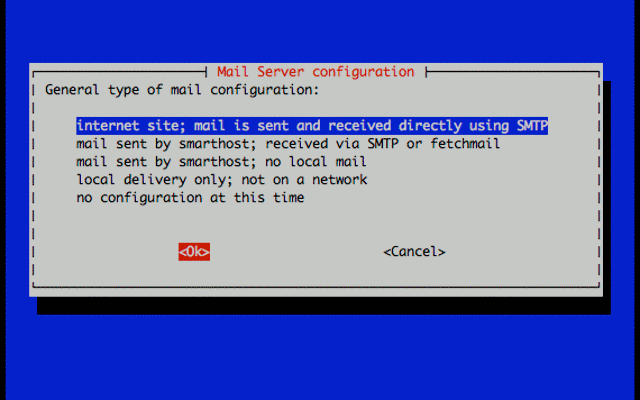 Mail Server configuration
General type of mail configuration:
internet site; mail is sent and received directly using SMTP
mail sent by smarthost; received via SMTP or fetchmail
mail sent by smarthost; no local mail
local delivery only; not on a network
no configuration at this time
<Ok> <Cancel>